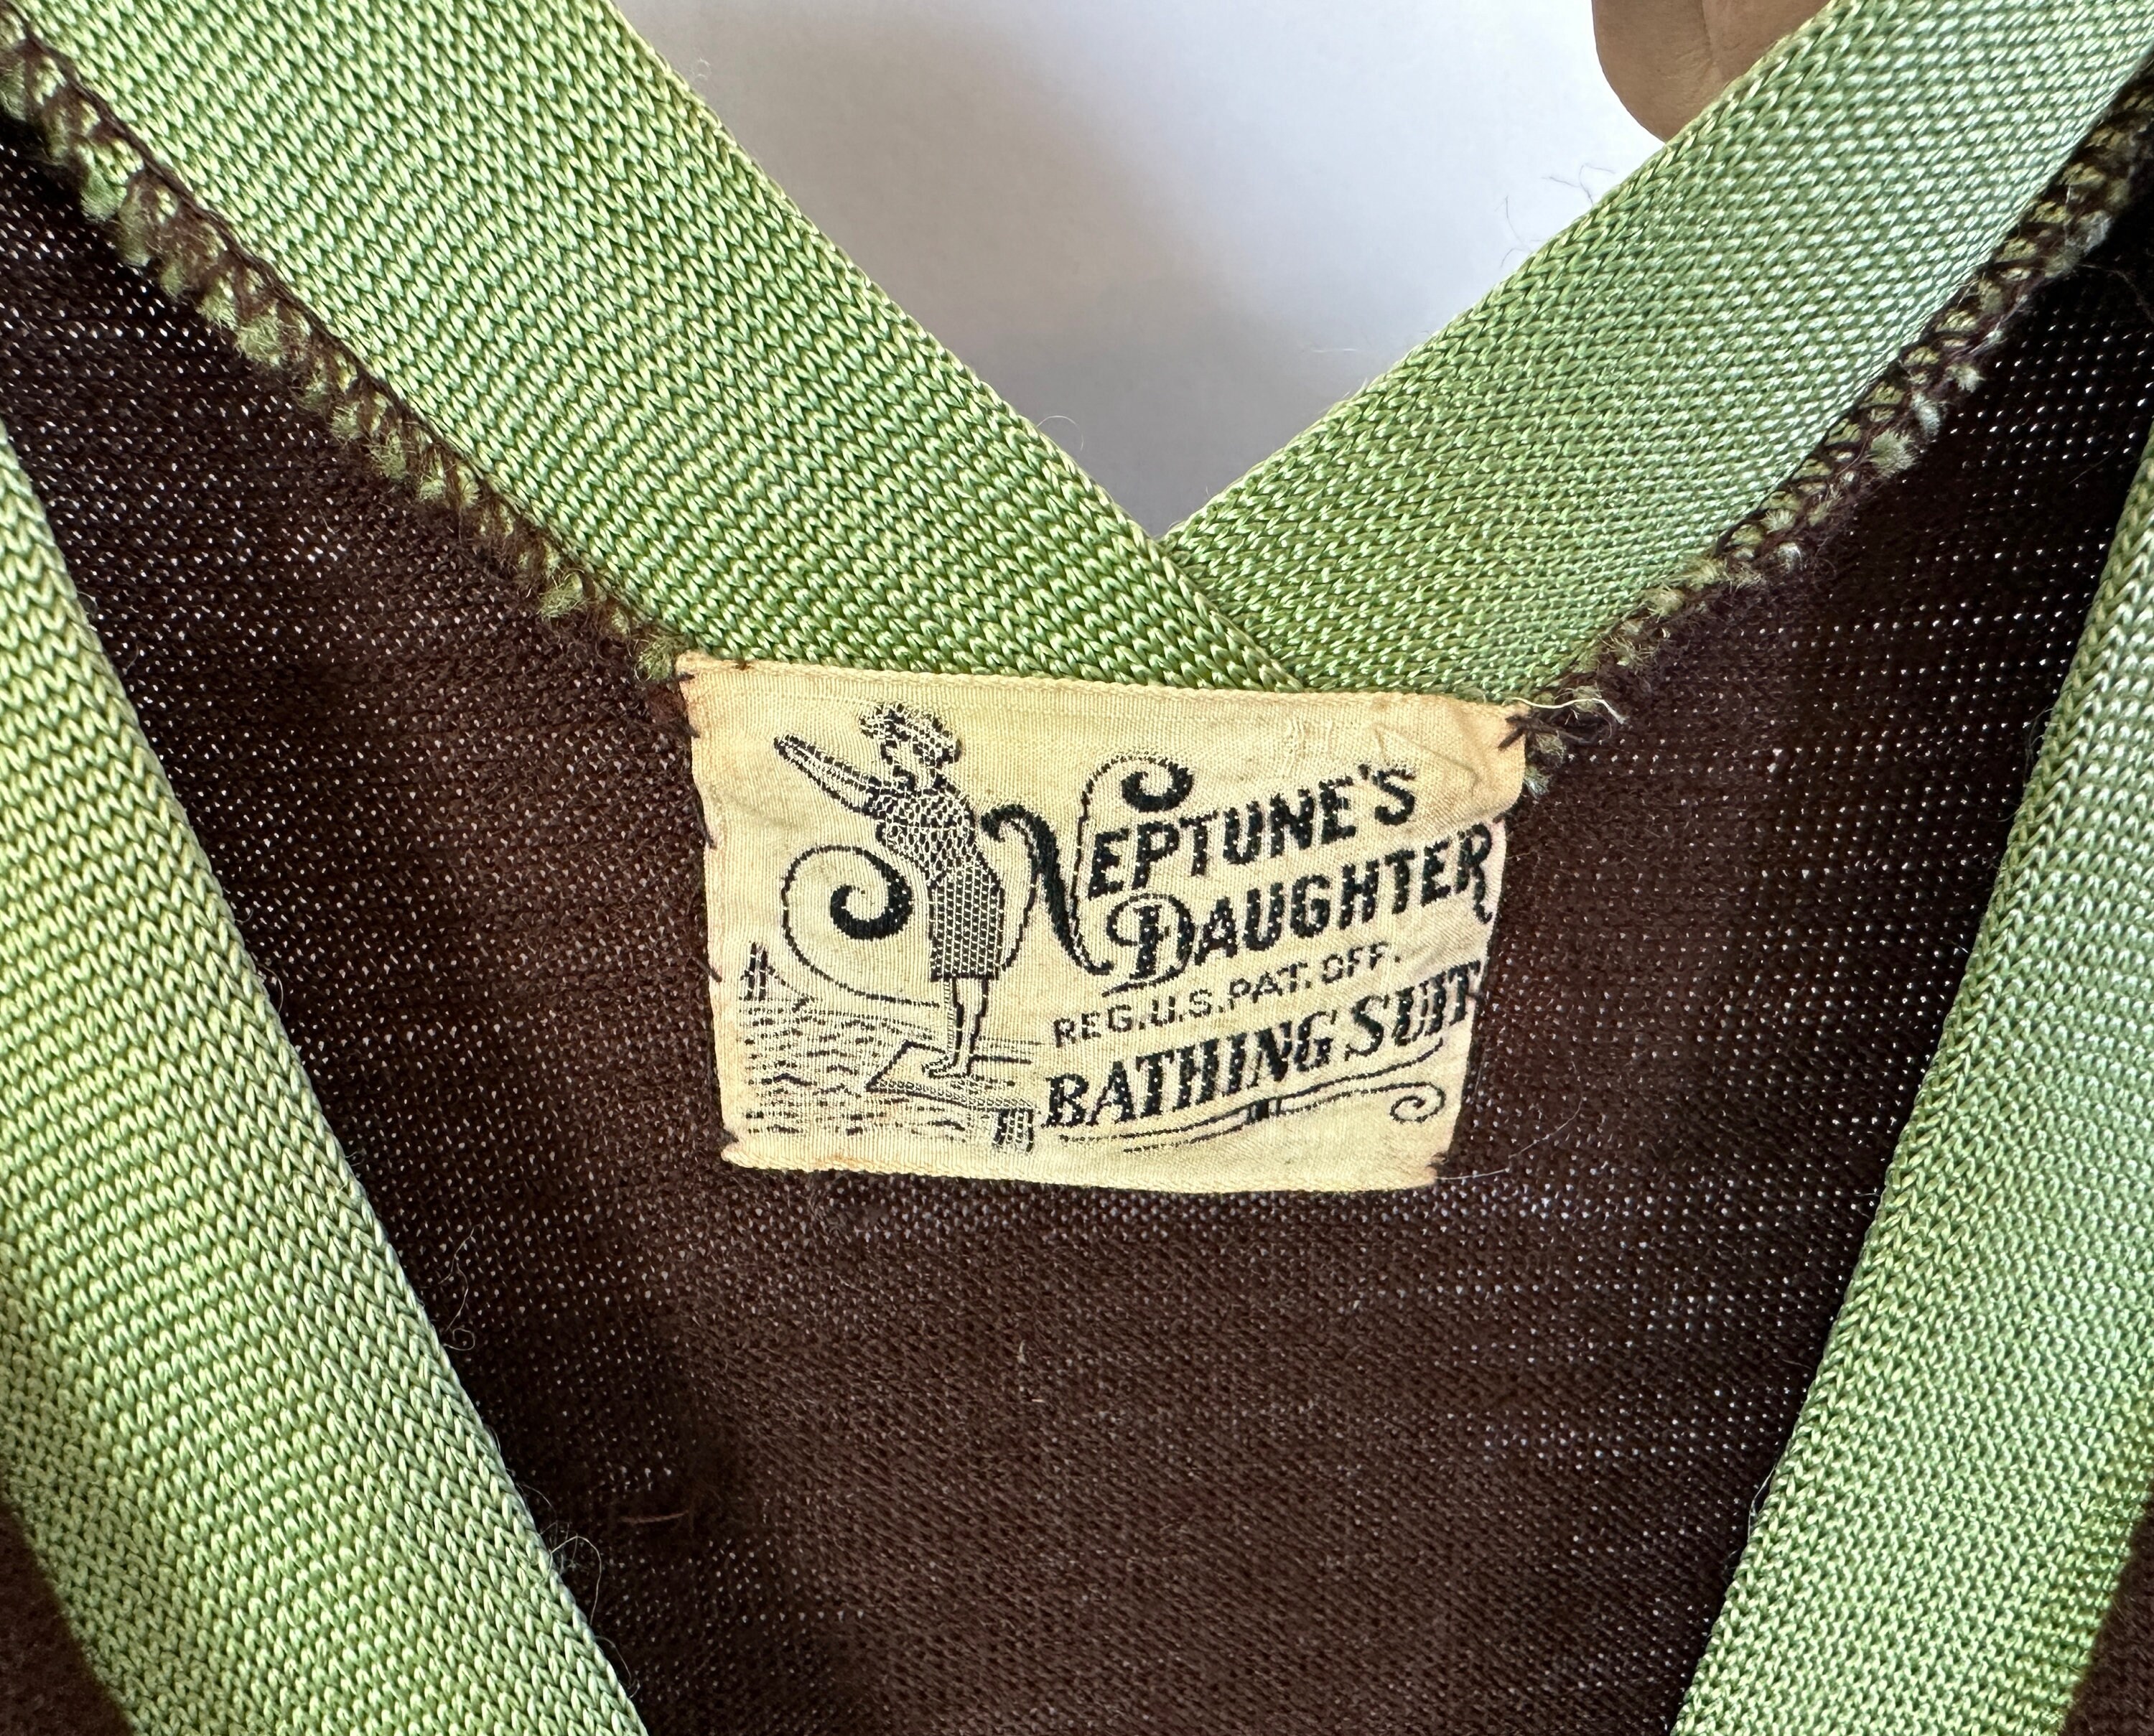 NEPTUNE'S
DAUGHTER
REG.U.S.PAT.OFF.
BATHING SUIT